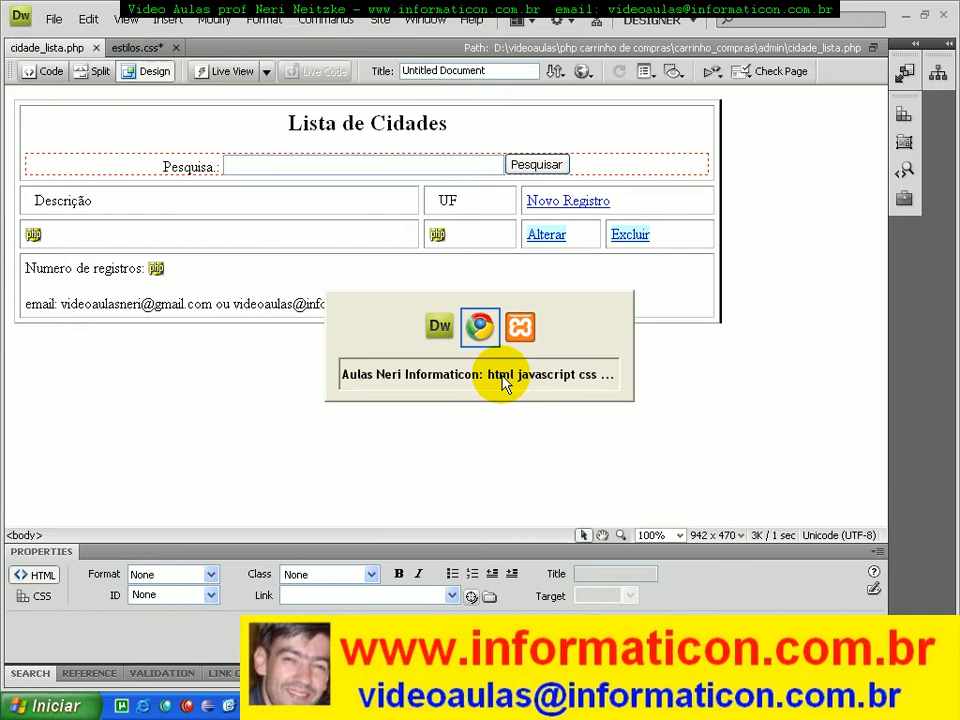 Video Aulas prof Neri Neitzke – www.informaticon.com.br email: videoaulas@informaticon.com.br
Dw File Edit View Insert Modify Format Commands Site Window Help DESIGNER
cidade_lista.php × estilos.css* × Path: D:\videoaulas\php carrinho de compras\carrinho_compras\admin\cidade_lista.php
Code Split Design Live View Live Code Title: Untitled Document Check Page
Lista de Cidades
Pesquisa.: Pesquisar
Descrição UF Novo Registro
php php Alterar Excluir
Numero de registros: php
email: videoaulasneri@gmail.com ou videoaulas@info
Dw
Aulas Neri Informaticon: html javascript css ...
<body> 100% 942 x 470 3K / 1 sec Unicode (UTF-8)
PROPERTIES
HTML Format None Class None B I Title
CSS ID None Link Target
www.informaticon.com.br
videoaulas@informaticon.com.br
SEARCH REFERENCE VALIDATION LINK C
Iniciar